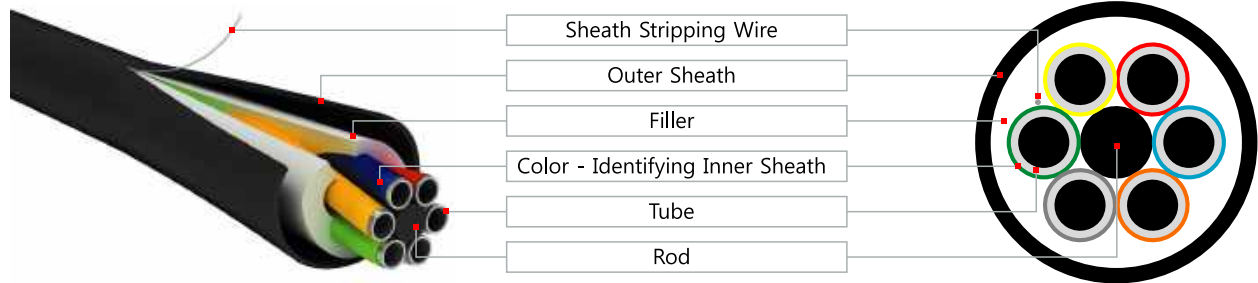 Sheath Stripping Wire
Outer Sheath
Filler
Color - Identifying Inner Sheath
Tube
Rod